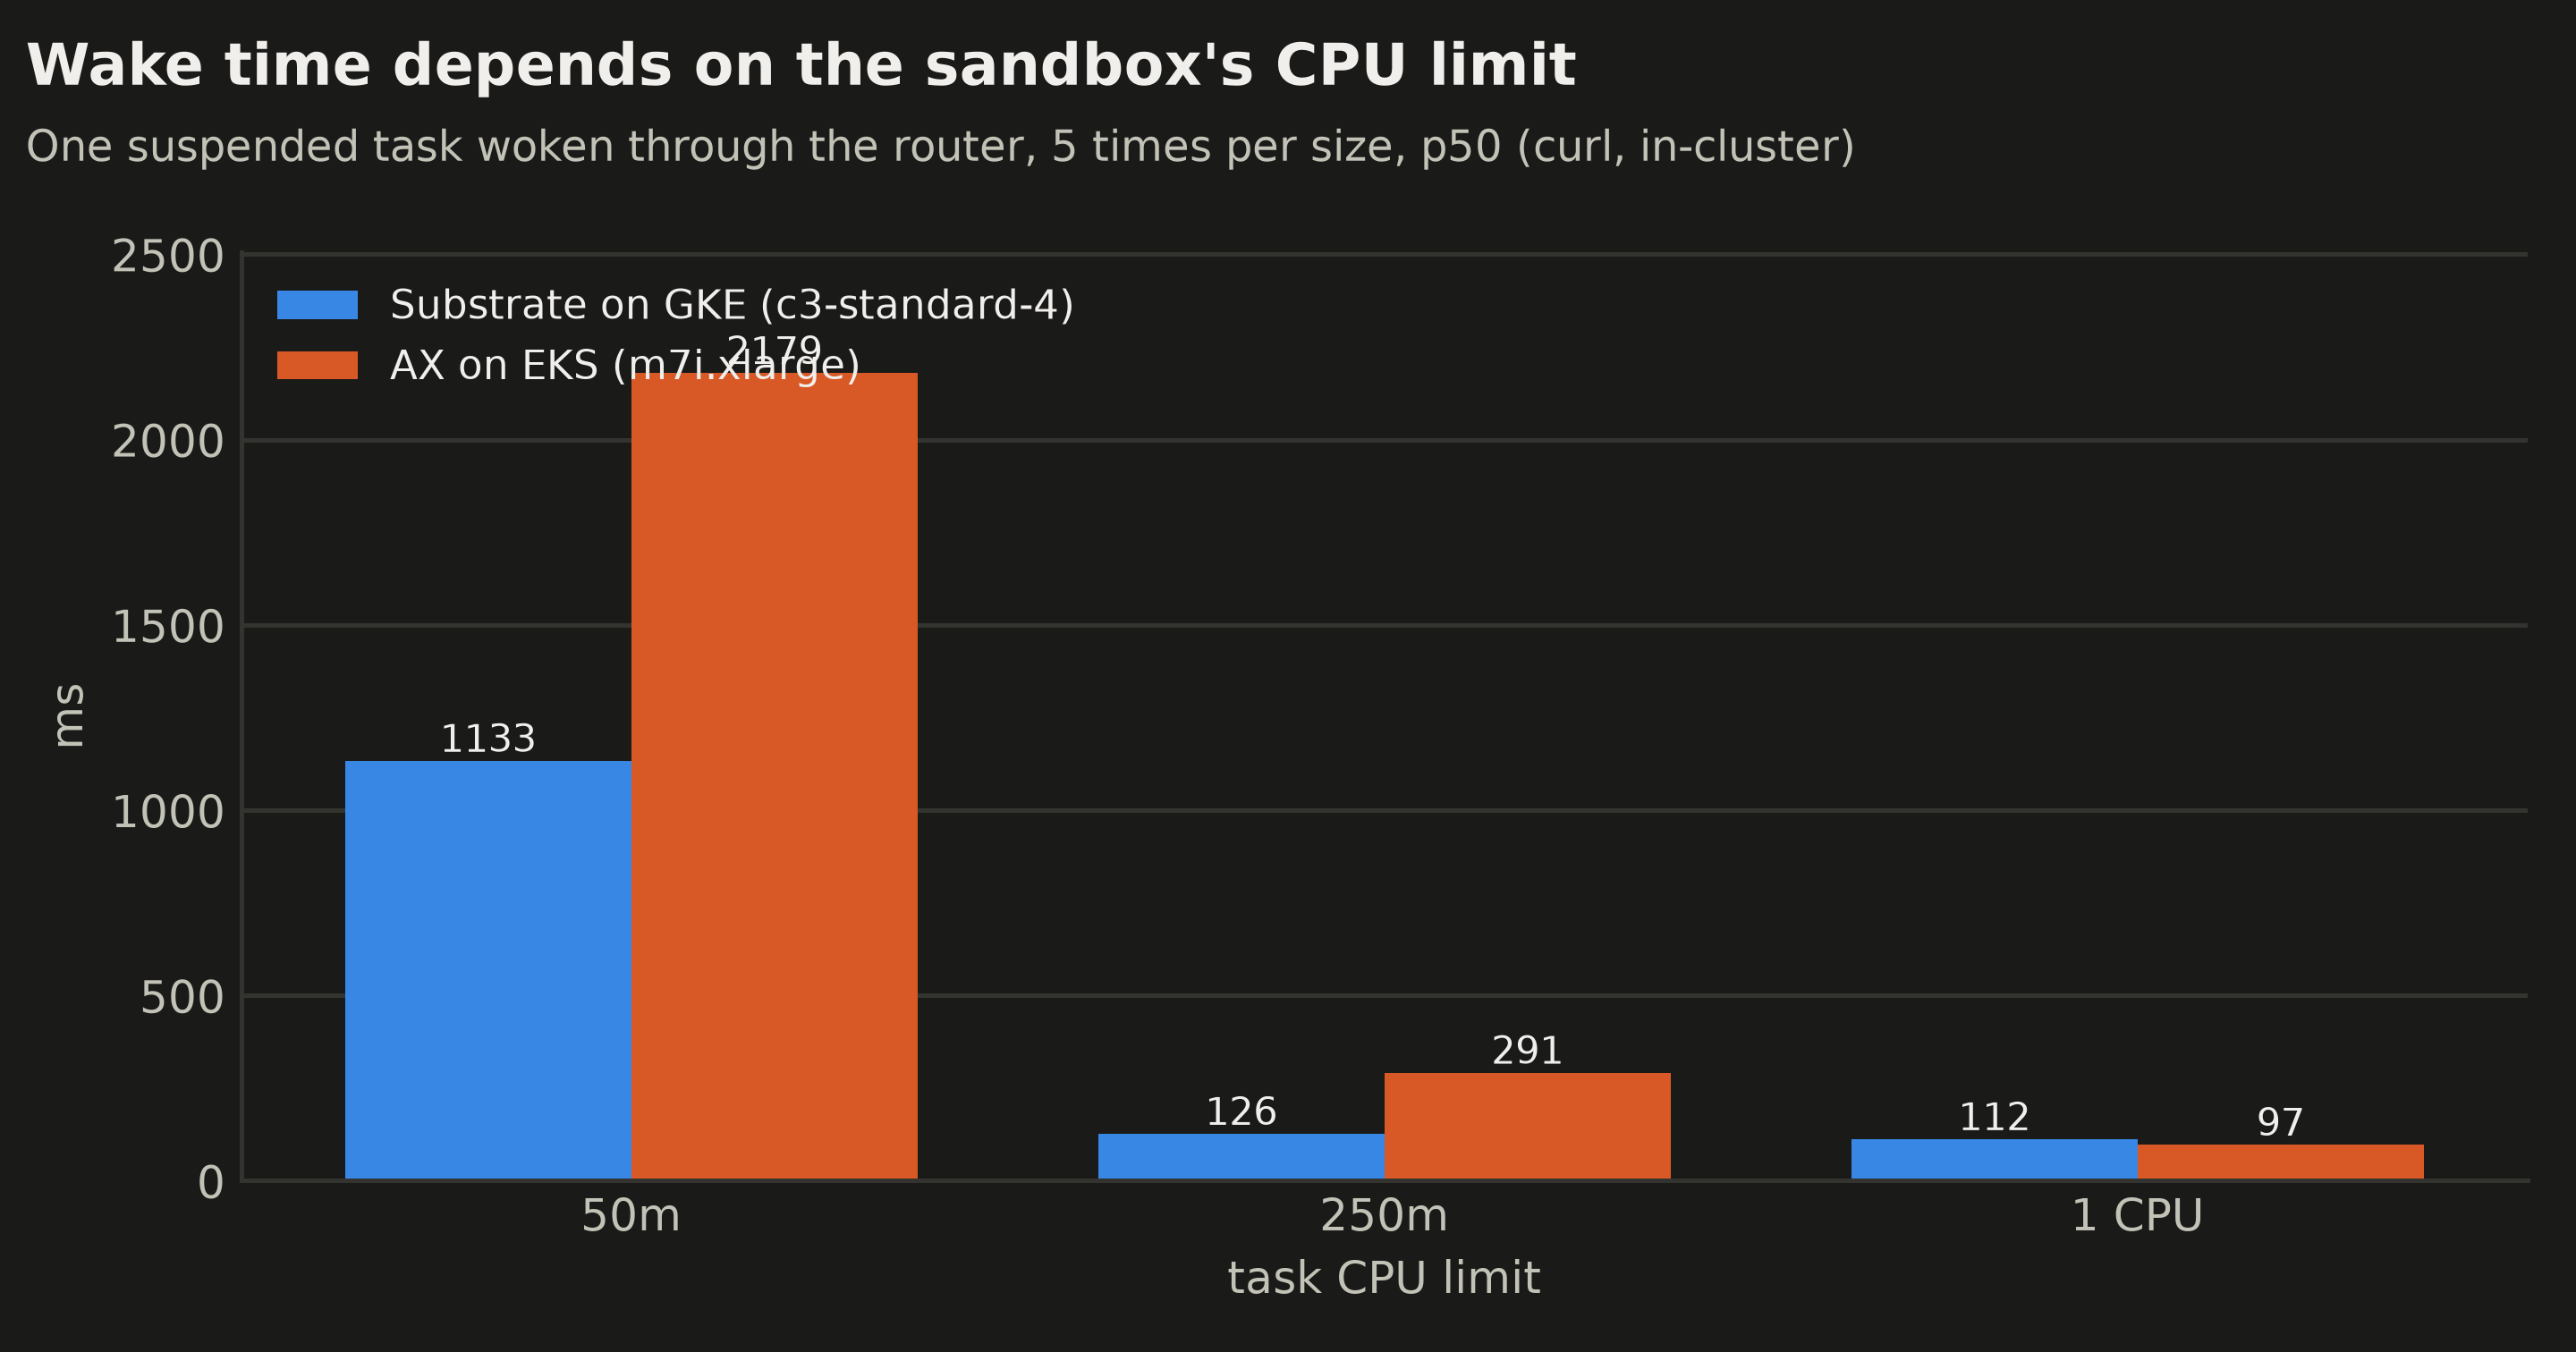 Wake time depends on the sandbox's CPU limit
One suspended task woken through the router, 5 times per size, p50 (curl, in-cluster)
2500
Substrate on GKE (c3-standard-4)
2179
AX on EKS (m7i.xlarge)
2000
1500
ms
1133
1000
500
291
126
112
97
0
50m
250m
1 CPU
task CPU limit